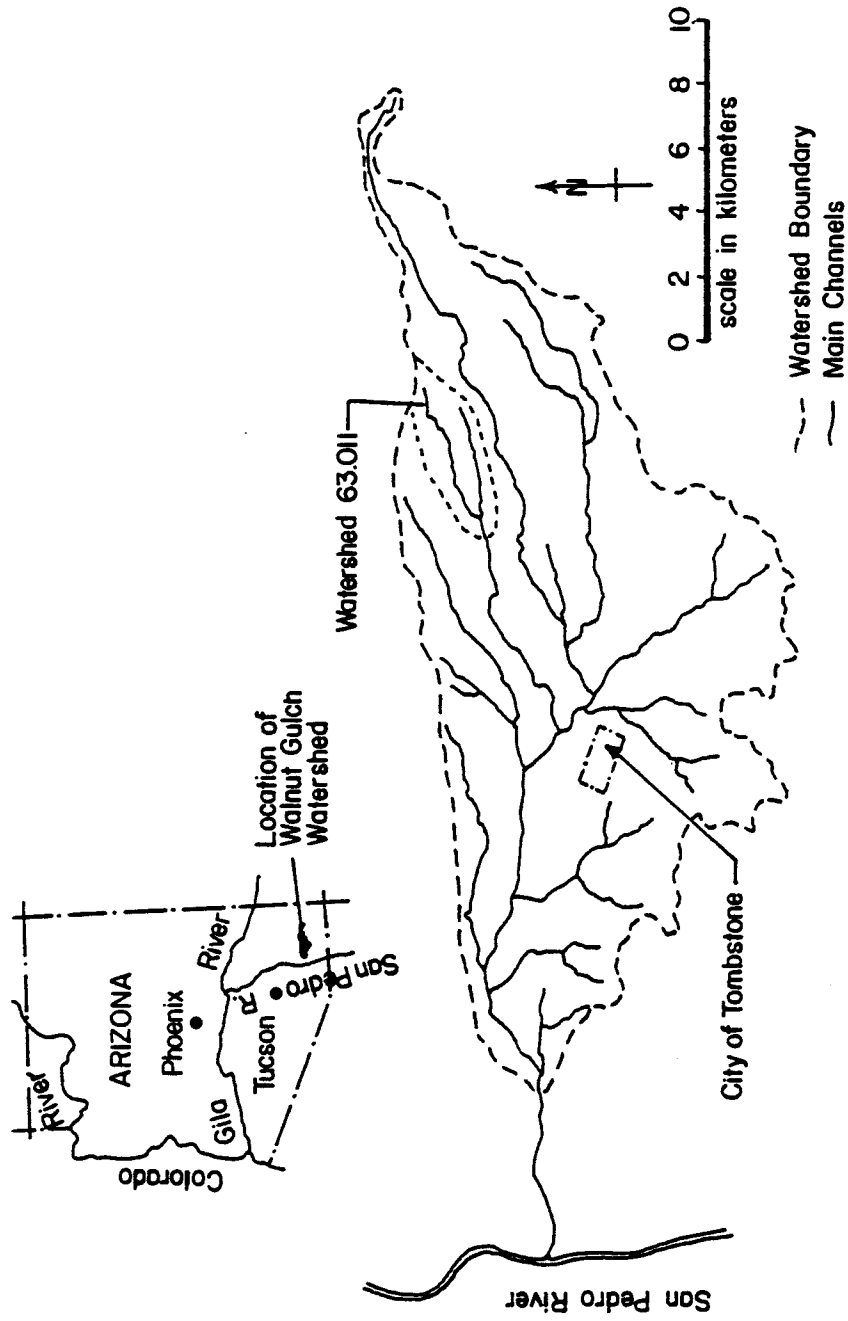 River
ARIZONA
Phoenix
Colorado
Gila
River
R.
Tucson
San Pedro
Location of
Walnut Gulch
Watershed
Watershed 63.011
N
0 2 4 6 8 10
scale in kilometers
Watershed Boundary
Main Channels
City of Tombstone
San Pedro River